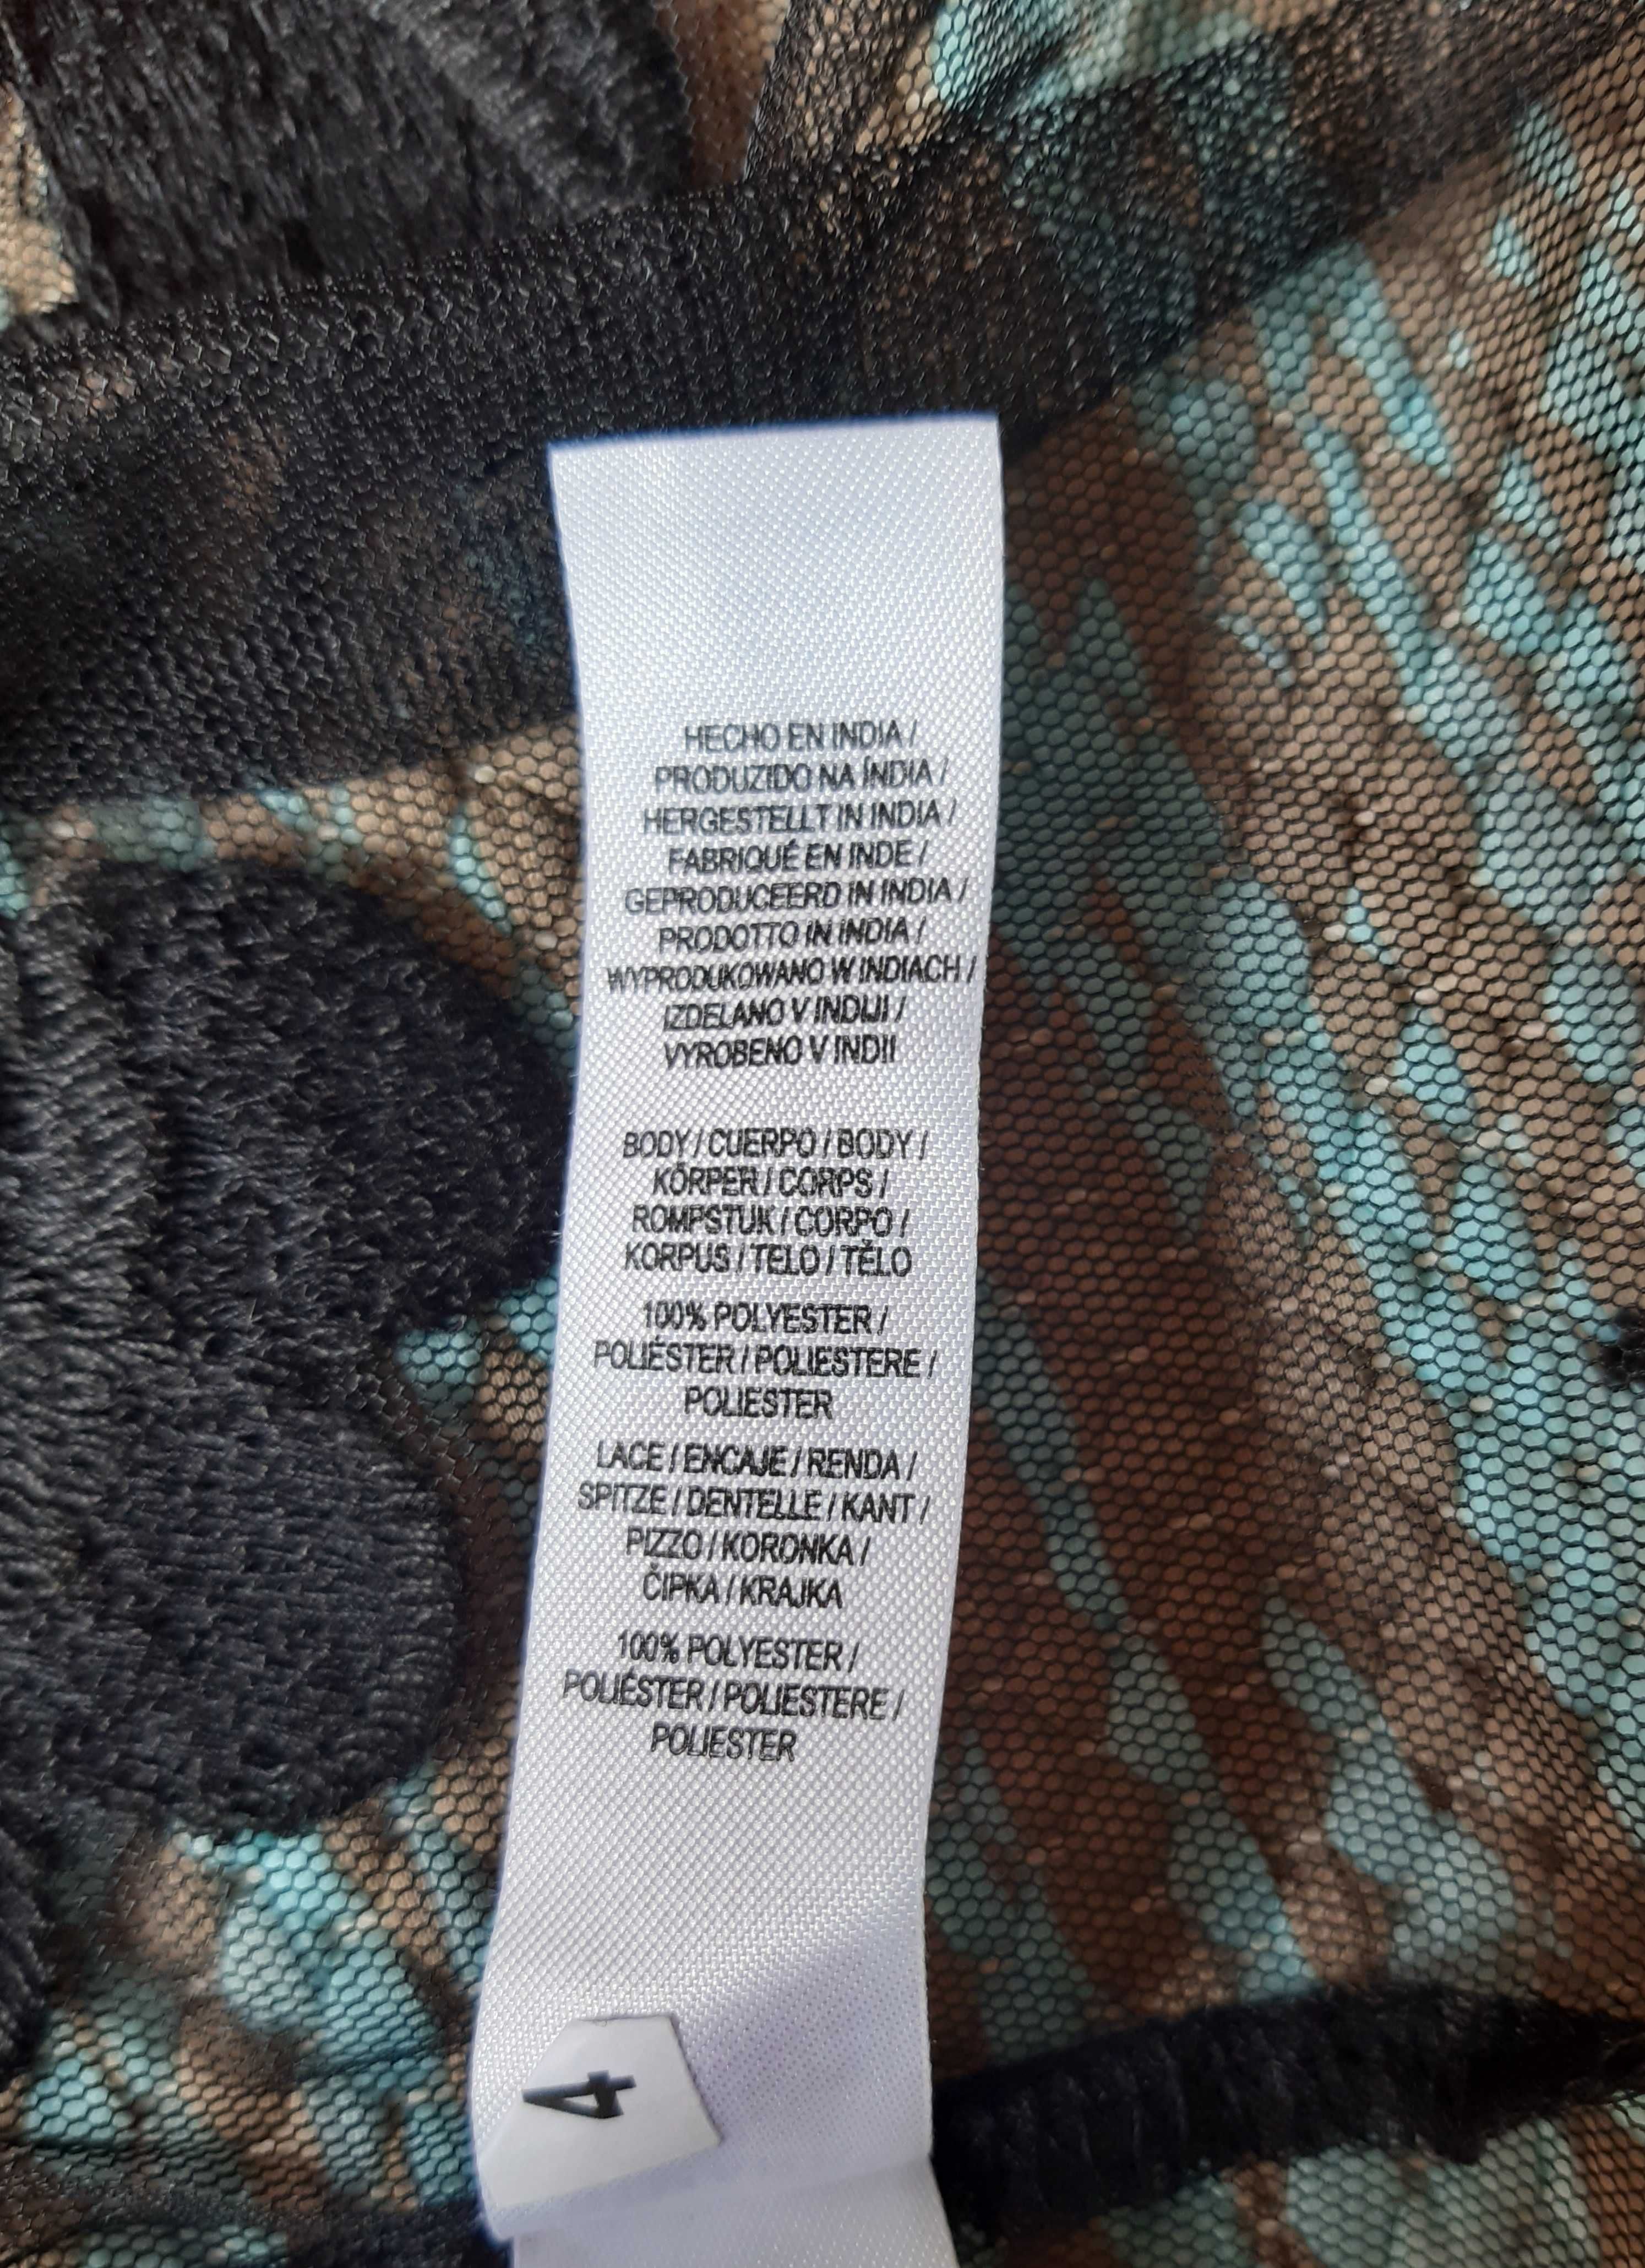 HECHO EN INDIA /
PRODUZIDO NA ÍNDIA /
HERGESTELLT IN INDIA /
FABRIQUÉ EN INDE /
GEPRODUCEERD IN INDIA /
PRODOTTO IN INDIA /
WYPRODUKOWANO W INDIACH /
IZDELANO V INDIJI /
VYROBENO V INDII
BODY / CUERPO / BODY /
KÖRPER / CORPS /
ROMPSTUK / CORPO /
KORPUS / TELO / TĚLO
100% POLYESTER /
POLIÉSTER / POLIESTERE /
POLIESTER
LACE / ENCAJE / RENDA /
SPITZE / DENTELLE / KANT /
PIZZO / KORONKA /
ČIPKA / KRAJKA
100% POLYESTER /
POLIÉSTER / POLIESTERE /
POLIESTER
4